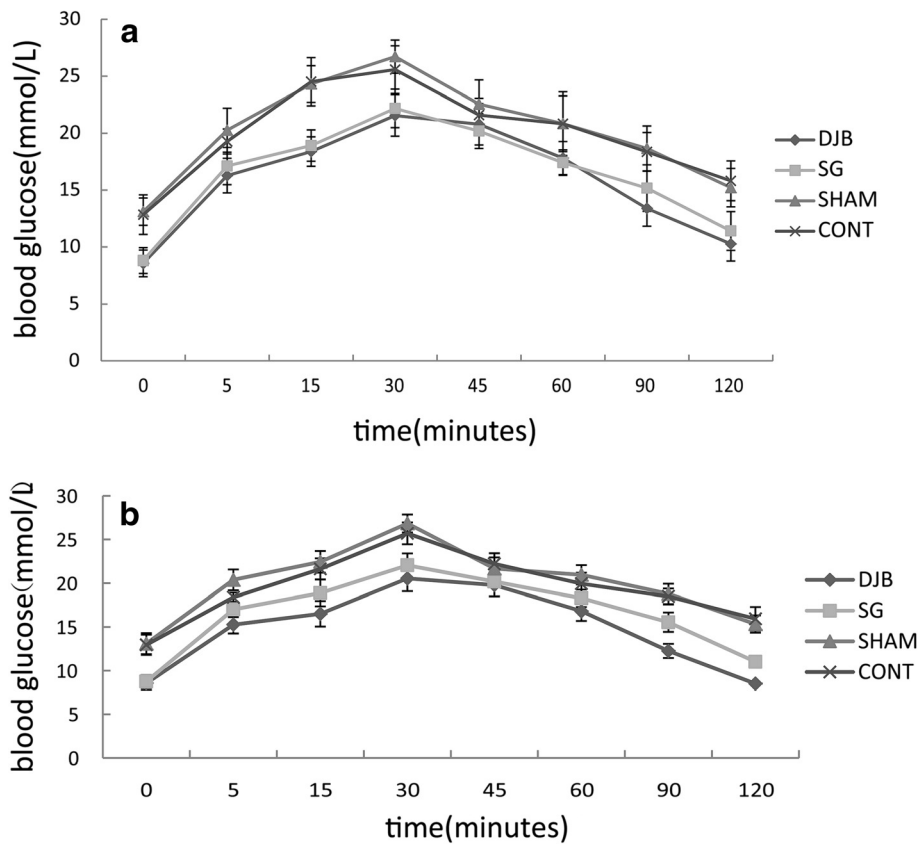 a
30
25
20
15
10
5
0
blood glucose(mmol/L)
0 5 15 30 45 60 90 120
time(minutes)
DJB
SG
SHAM
CONT
b
30
25
20
15
10
5
0
blood glucose(mmol/L)
0 5 15 30 45 60 90 120
time(minutes)
DJB
SG
SHAM
CONT